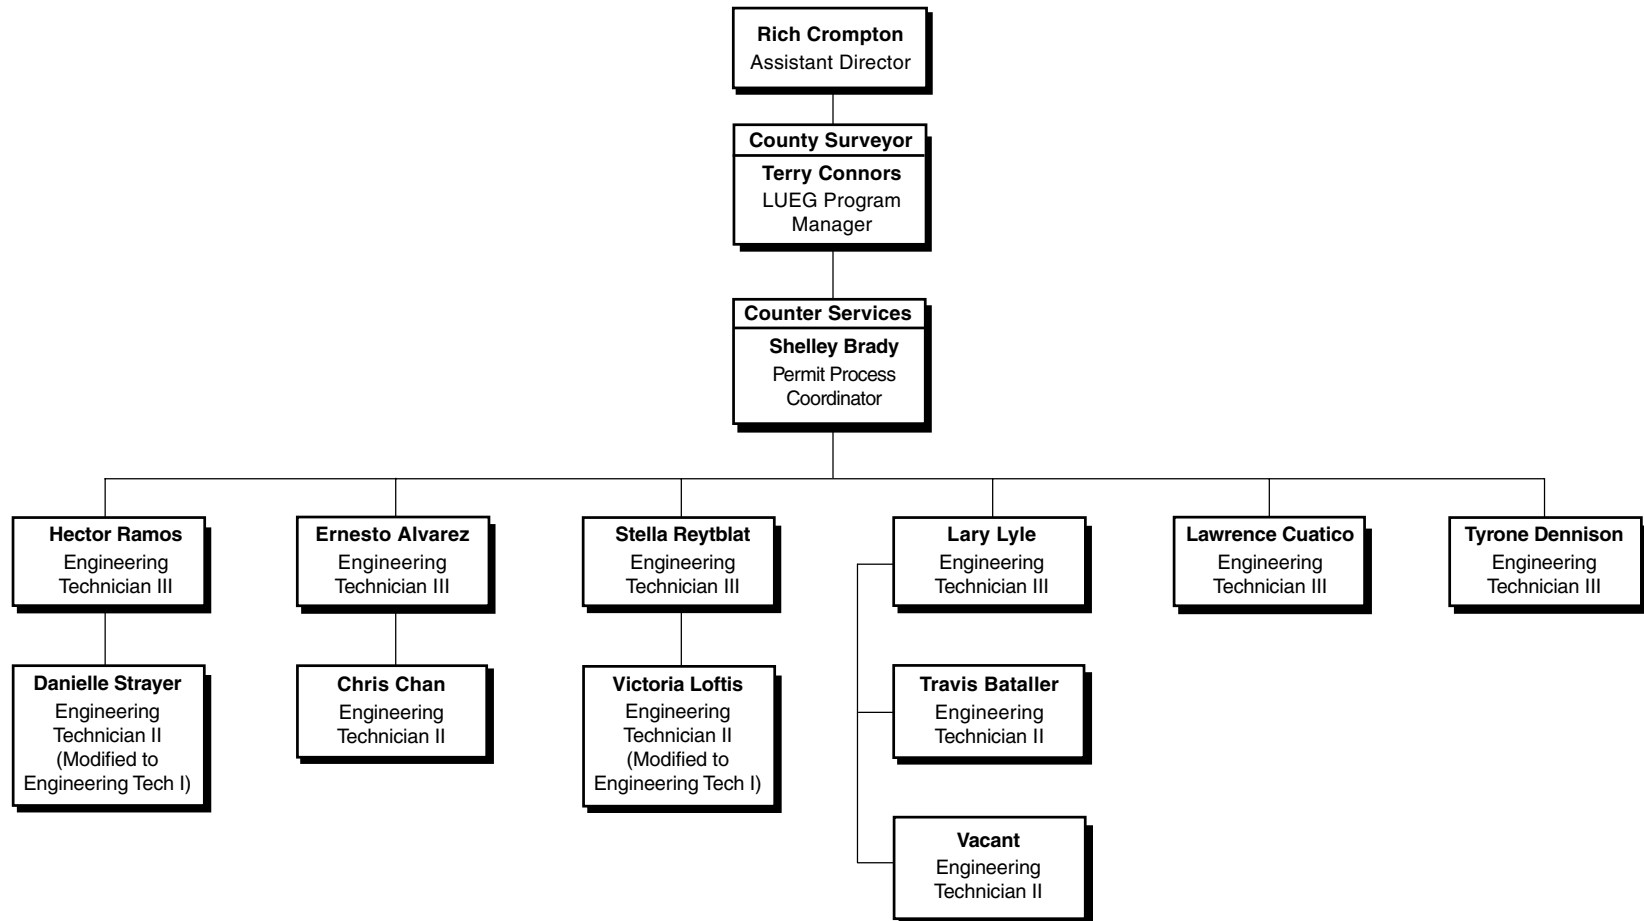 Rich Crompton
Assistant Director
County Surveyor
Terry Connors
LUEG Program
Manager
Counter Services
Shelley Brady
Permit Process
Coordinator
Hector Ramos
Engineering
Technician III
Ernesto Alvarez
Engineering
Technician III
Stella Reytblat
Engineering
Technician III
Lary Lyle
Engineering
Technician III
Lawrence Cuatico
Engineering
Technician III
Tyrone Dennison
Engineering
Technician III
Danielle Strayer
Engineering
Technician II
(Modified to
Engineering Tech I)
Chris Chan
Engineering
Technician II
Victoria Loftis
Engineering
Technician II
(Modified to
Engineering Tech I)
Travis Bataller
Engineering
Technician II
Vacant
Engineering
Technician II